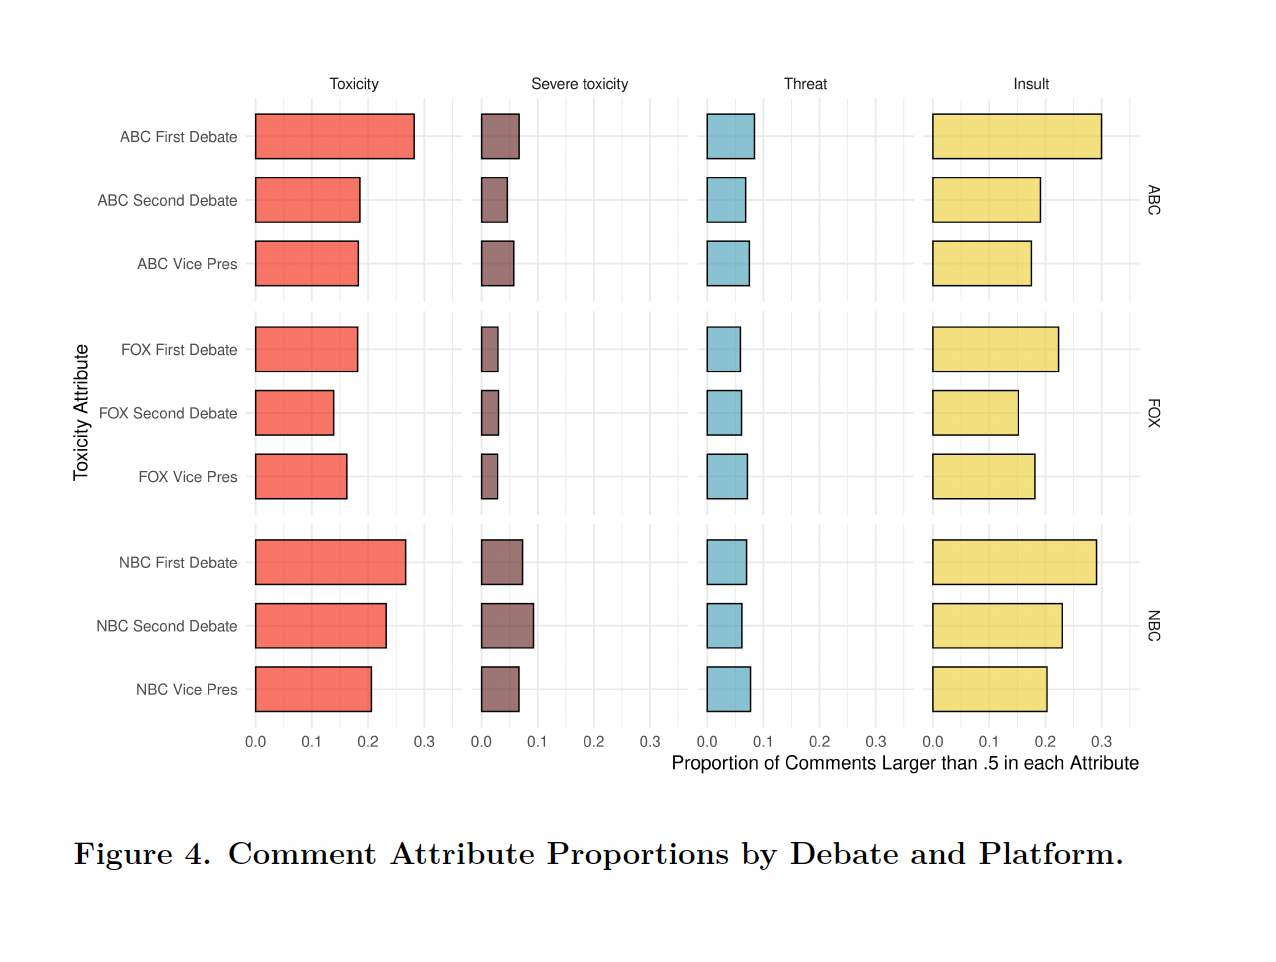 Toxicity Severe toxicity Threat Insult
ABC First Debate
ABC Second Debate
ABC Vice Pres
ABC
FOX First Debate
FOX Second Debate
FOX Vice Pres
FOX
Toxicity Attribute
NBC First Debate
NBC Second Debate
NBC Vice Pres
NBC
0.0 0.1 0.2 0.3 0.0 0.1 0.2 0.3 0.0 0.1 0.2 0.3 0.0 0.1 0.2 0.3
Proportion of Comments Larger than .5 in each Attribute
Figure 4. Comment Attribute Proportions by Debate and Platform.